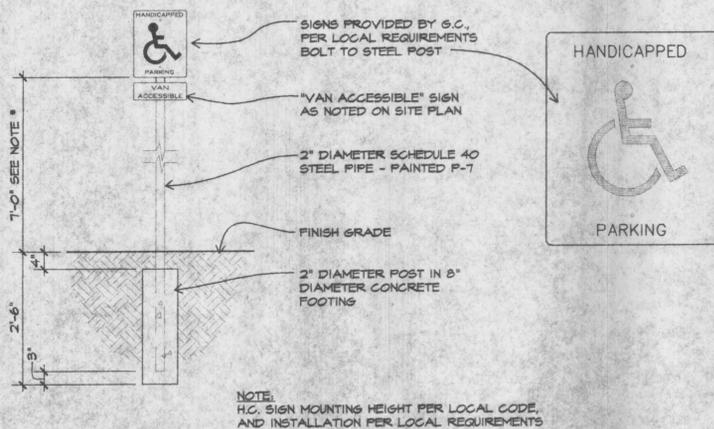 HANDICAPPED
PARKING
VAN
ACCESSIBLE
SIGNS PROVIDED BY G.C.,
PER LOCAL REQUIREMENTS
BOLT TO STEEL POST
"VAN ACCESSIBLE" SIGN
AS NOTED ON SITE PLAN
2" DIAMETER SCHEDULE 40
STEEL PIPE - PAINTED P-7
FINISH GRADE
2" DIAMETER POST IN 8"
DIAMETER CONCRETE
FOOTING
7'-0" SEE NOTE *
4"
2'-6"
3"
HANDICAPPED
PARKING
NOTE:
H.C. SIGN MOUNTING HEIGHT PER LOCAL CODE,
AND INSTALLATION PER LOCAL REQUIREMENTS